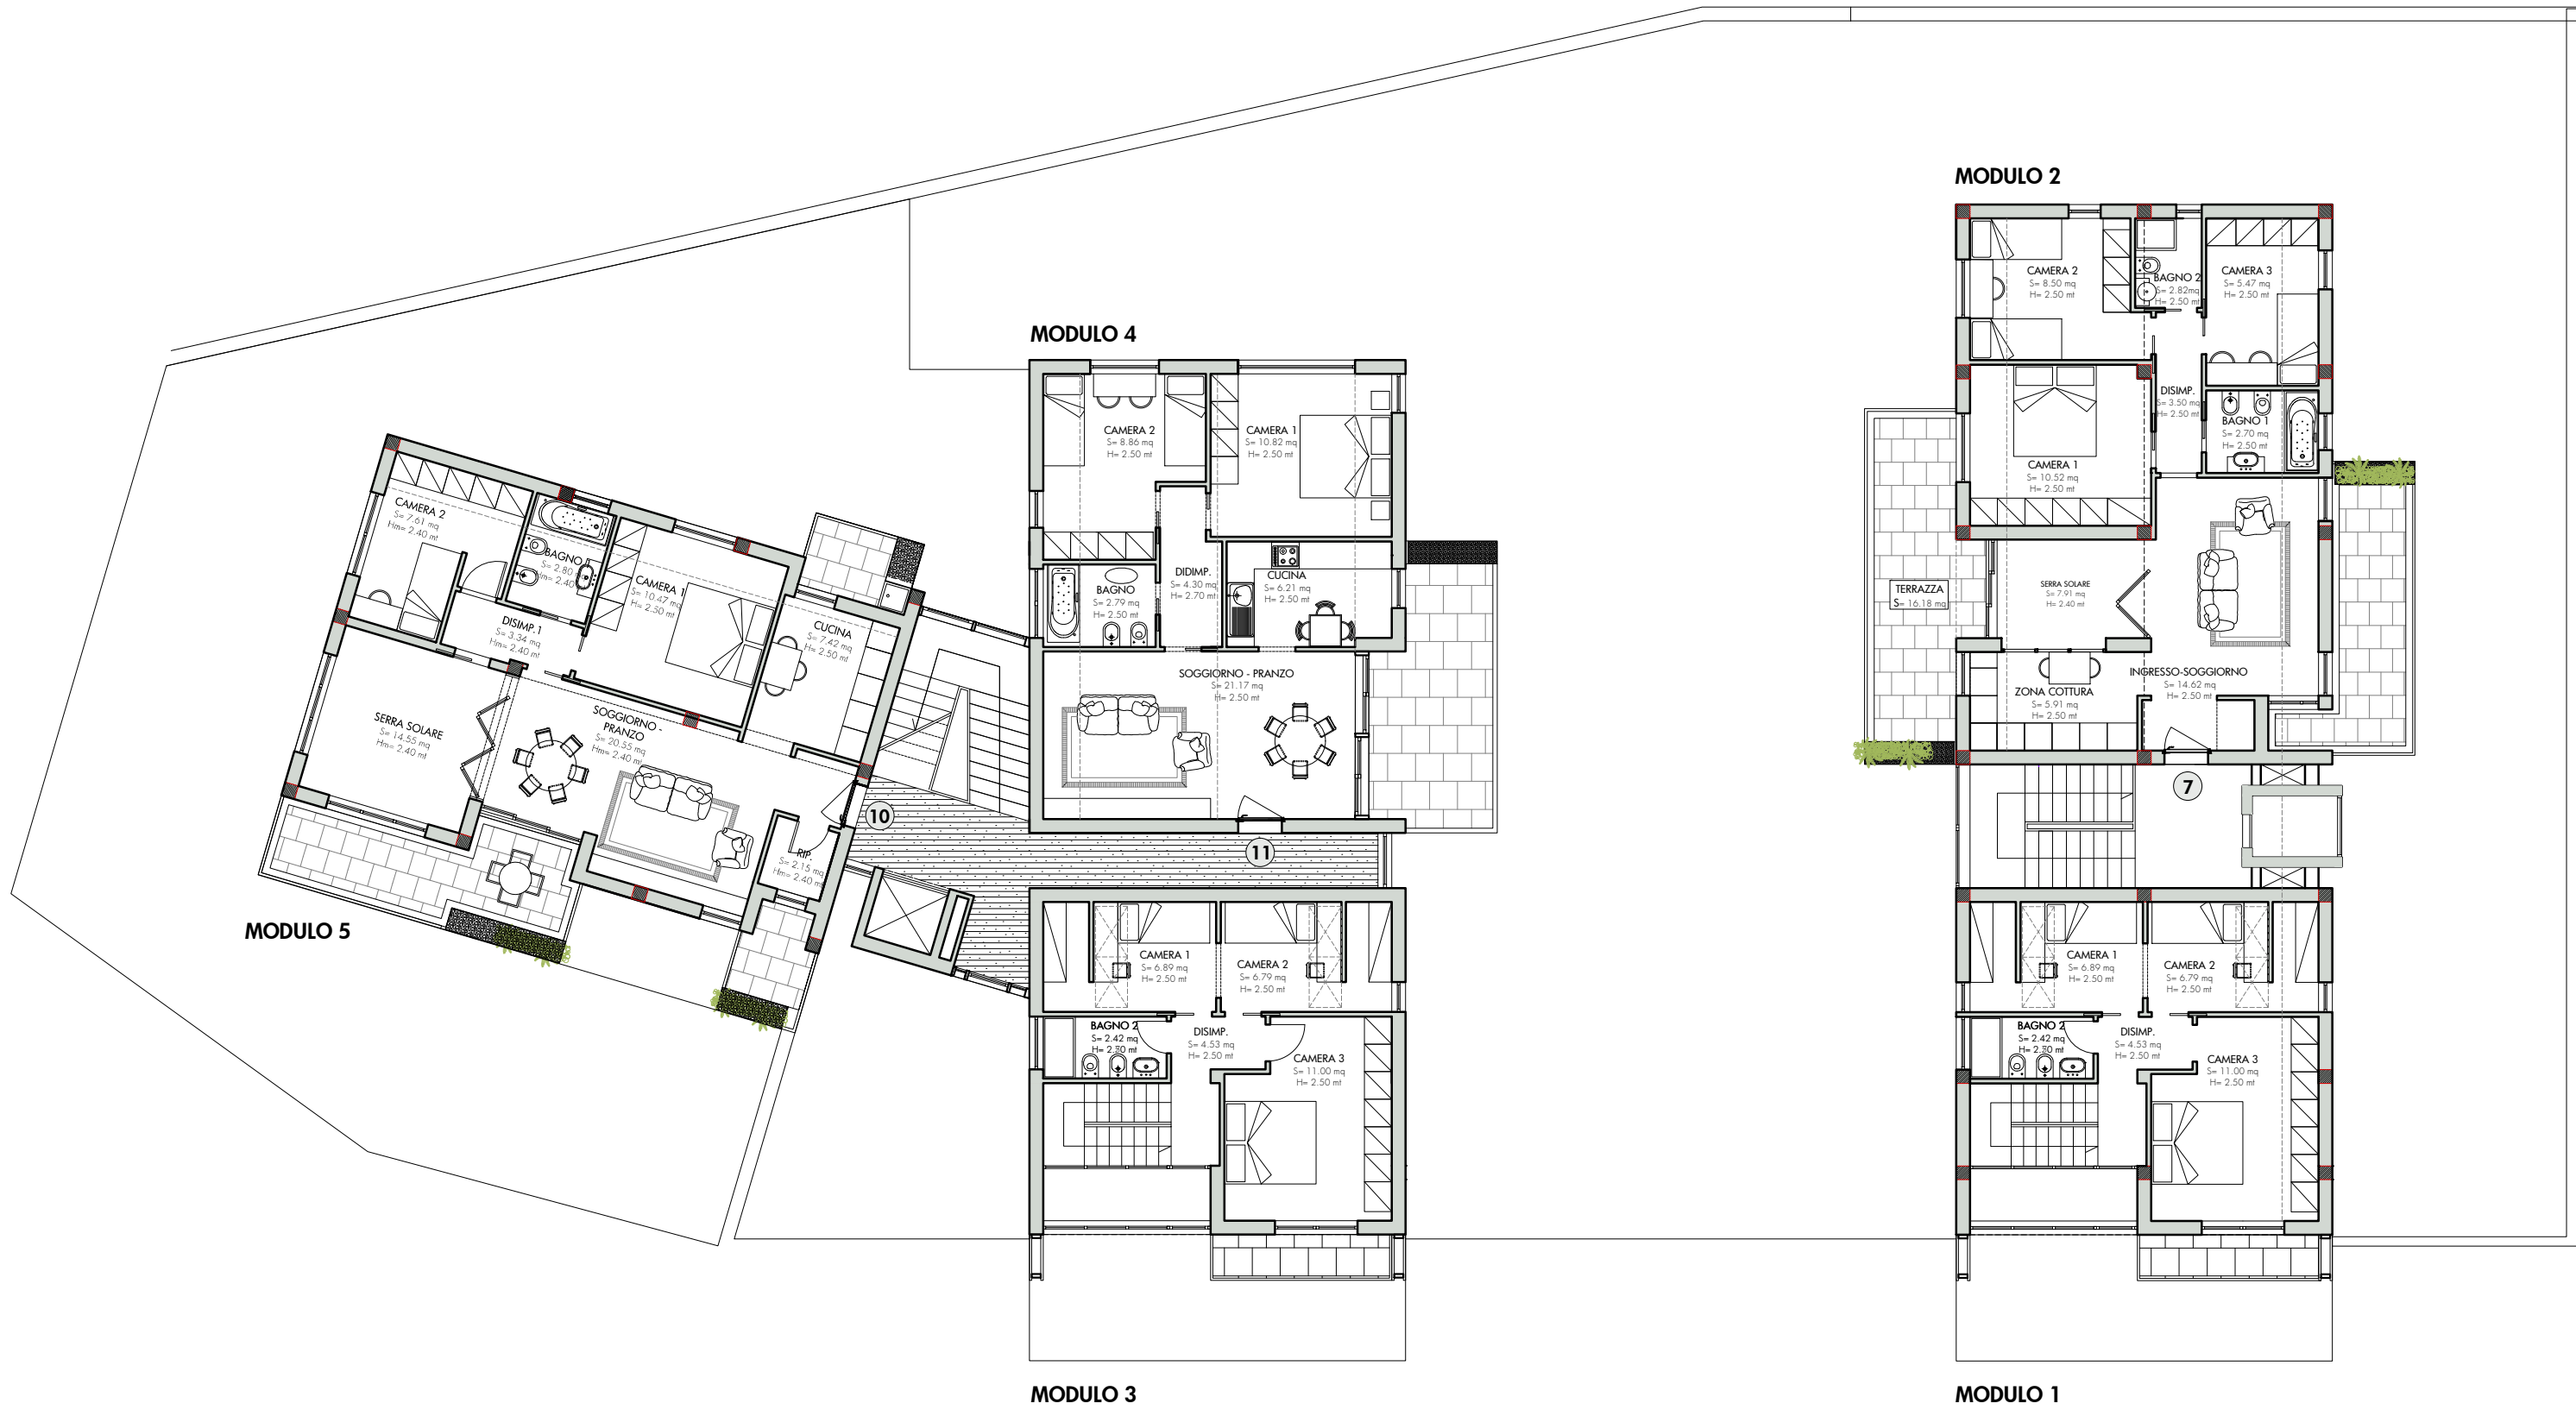 MODULO 2
CAMERA 2
S= 8.50 mq
H= 2.50 mt
BAGNO 2
S= 2.82mq
H= 2.50 mt
CAMERA 3
S= 5.47 mq
H= 2.50 mt
DISIMP.
S= 3.50 mq
H= 2.50 mt
BAGNO 1
S= 2.70 mq
H= 2.50 mt
CAMERA 1
S= 10.52 mq
H= 2.50 mt
TERRAZZA
S= 16.18 mq
SERRA SOLARE
S= 7.91 mq
H= 2.40 mt
INGRESSO-SOGGIORNO
S= 14.62 mq
H= 2.50 mt
ZONA COTTURA
S= 5.91 mq
H= 2.50 mt
7
MODULO 4
CAMERA 2
S= 8.86 mq
H= 2.50 mt
CAMERA 1
S= 10.82 mq
H= 2.50 mt
DIDIMP.
S= 4.30 mq
H= 2.70 mt
CUCINA
S= 6.21 mq
H= 2.50 mt
BAGNO
S= 2.79 mq
H= 2.50 mt
SOGGIORNO - PRANZO
S= 21.17 mq
H= 2.50 mt
11
CAMERA 2
S= 7.61 mq
Hm= 2.40 mt
BAGNO
S= 2.80
Hm= 2.40
CAMERA 1
S= 10.47 mq
H= 2.50 mt
CUCINA
S= 7.42 mq
H= 2.50 mt
DISIMP.1
S= 3.34 mq
Hm= 2.40 mt
SERRA SOLARE
S= 14.55 mq
Hm= 2.40 mt
SOGGIORNO -
PRANZO
S= 20.55 mq
Hm= 2.40 mt
10
RIP.
S= 2.15 mq
Hm= 2.40 mt
MODULO 5
CAMERA 1
S= 6.89 mq
H= 2.50 mt
CAMERA 2
S= 6.79 mq
H= 2.50 mt
BAGNO 2
S= 2.42 mq
DISIMP.
S= 4.53 mq
H= 2.50 mt
CAMERA 3
S= 11.00 mq
H= 2.50 mt
MODULO 3
CAMERA 1
S= 6.89 mq
H= 2.50 mt
CAMERA 2
S= 6.79 mq
H= 2.50 mt
BAGNO 2
S= 2.42 mq
DISIMP.
S= 4.53 mq
H= 2.50 mt
CAMERA 3
S= 11.00 mq
H= 2.50 mt
MODULO 1